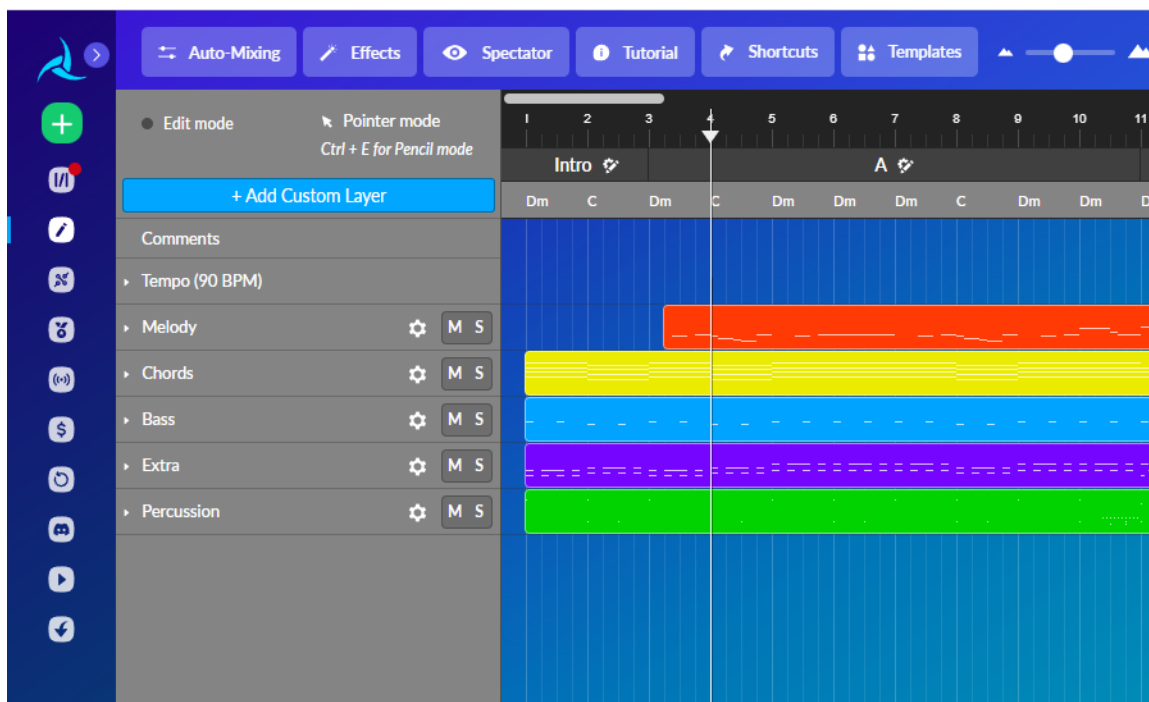 Auto-Mixing Effects Spectator Tutorial Shortcuts Templates
Edit mode Pointer mode
Ctrl + E for Pencil mode
+ Add Custom Layer
1 2 3 4 5 6 7 8 9 10 11
Intro A
Dm C Dm C Dm Dm Dm C Dm Dm
Comments
Tempo (90 BPM)
Melody M S
Chords M S
Bass M S
Extra M S
Percussion M S